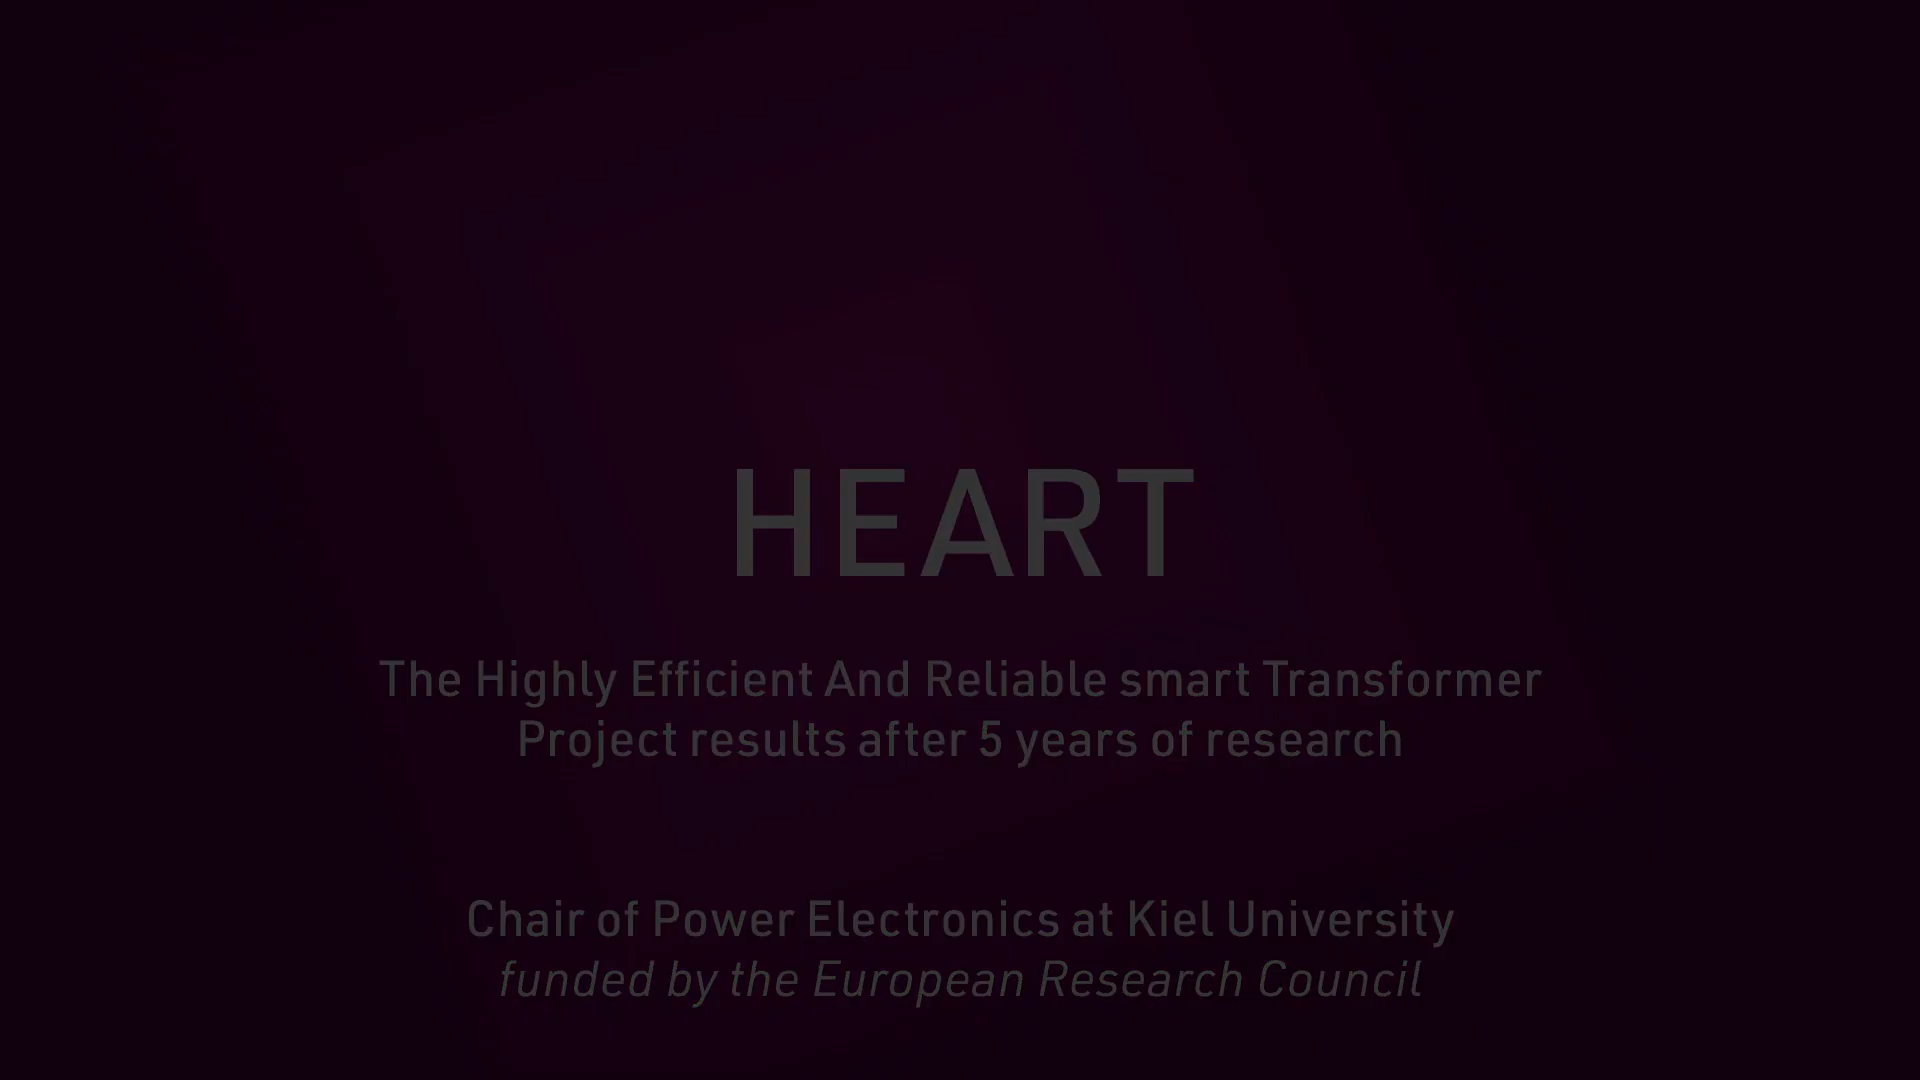 HEART
The Highly Efficient And Reliable smart Transformer
Project results after 5 years of research
Chair of Power Electronics at Kiel University
funded by the European Research Council